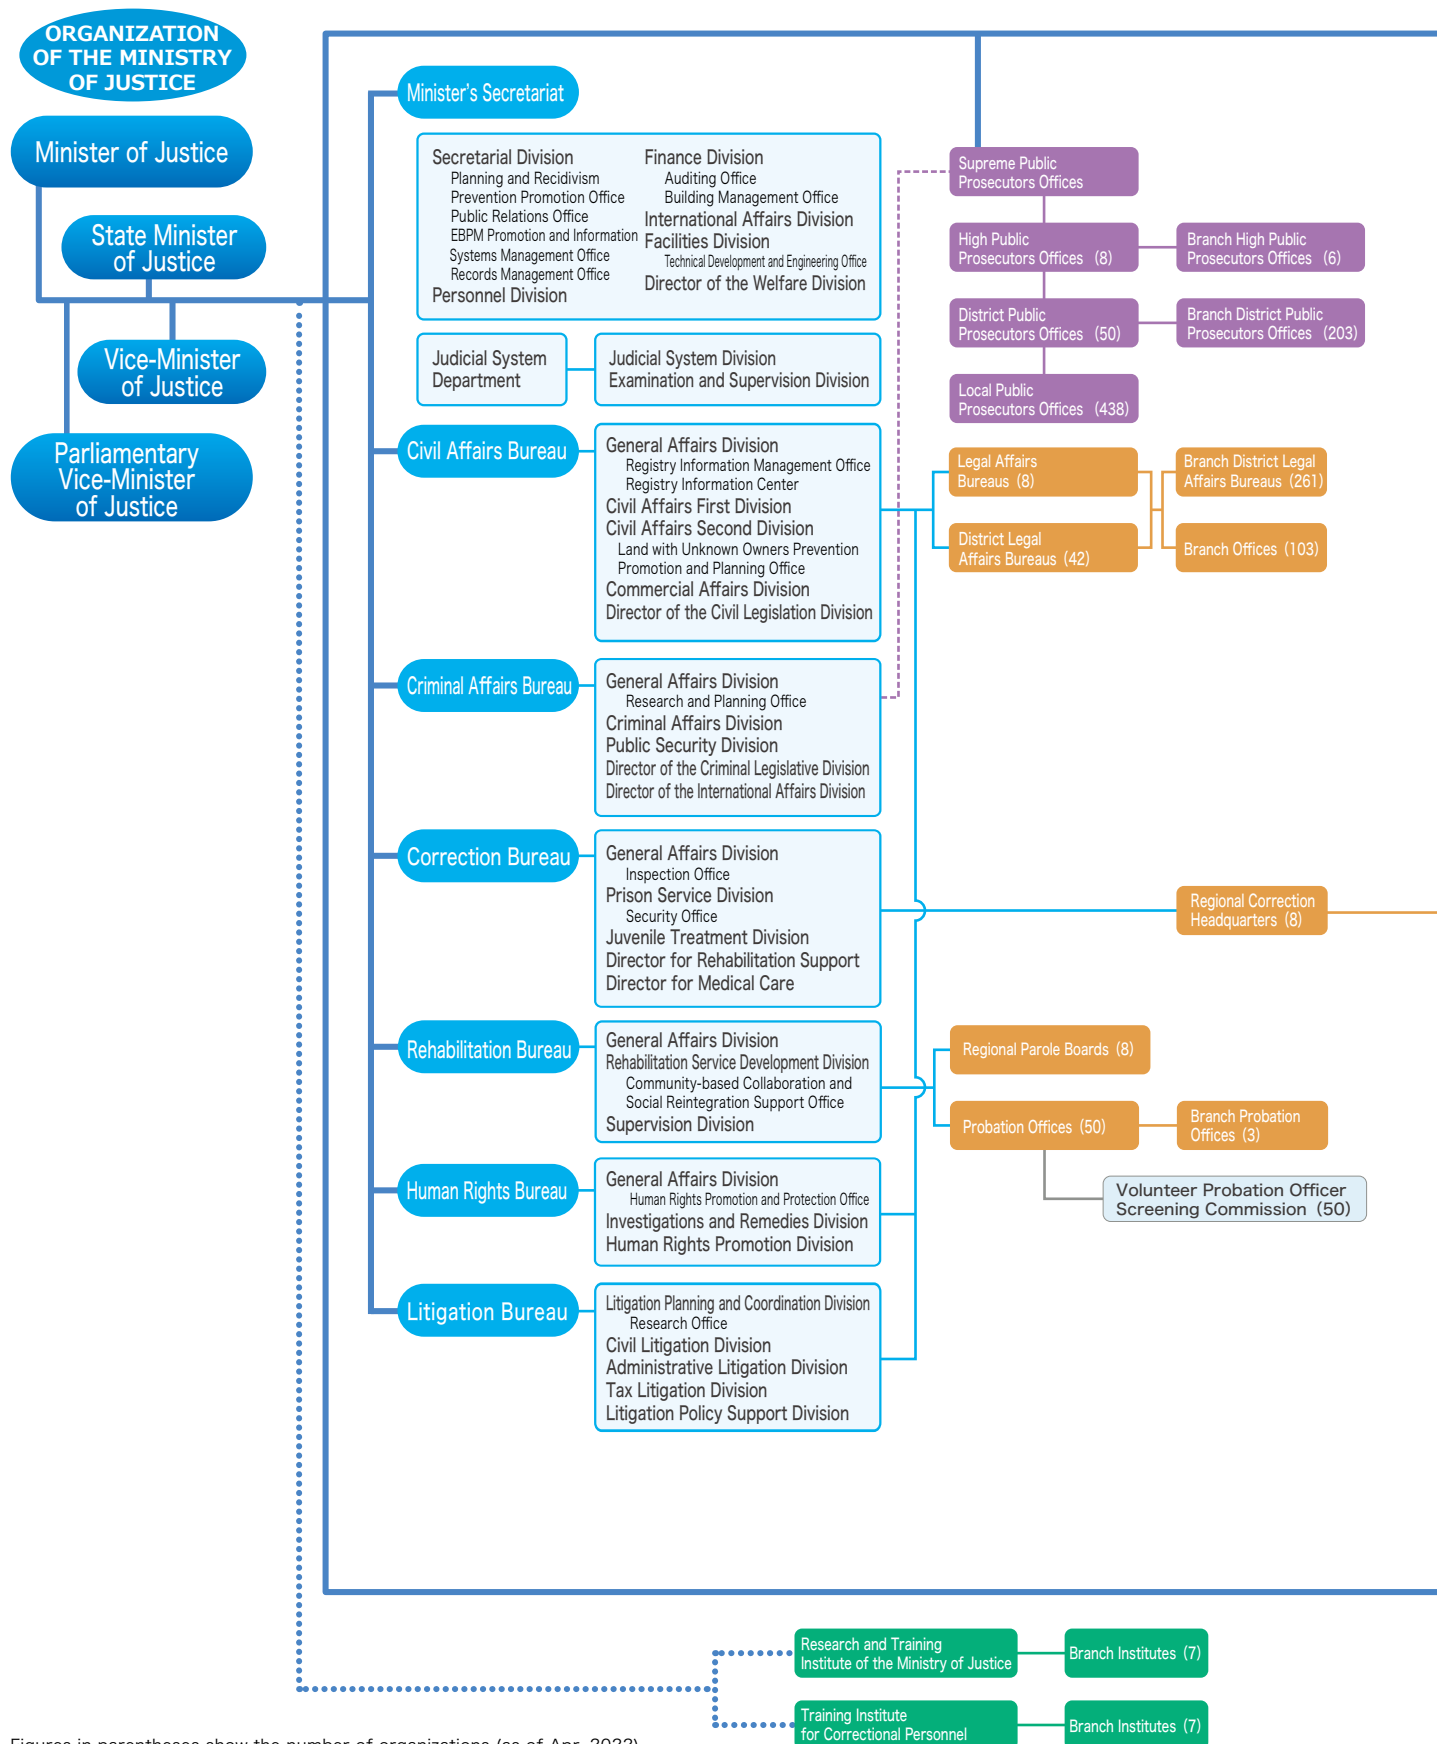 ORGANIZATION
OF THE MINISTRY
OF JUSTICE
Minister of Justice
State Minister
of Justice
Vice-Minister
of Justice
Parliamentary
Vice-Minister
of Justice
Minister's Secretariat
Secretarial Division
Planning and Recidivism
Prevention Promotion Office
Public Relations Office
EBPM Promotion and Information
Systems Management Office
Records Management Office
Personnel Division
Finance Division
Auditing Office
Building Management Office
International Affairs Division
Facilities Division
Technical Development and Engineering Office
Director of the Welfare Division
Judicial System
Department
Judicial System Division
Examination and Supervision Division
Civil Affairs Bureau
General Affairs Division
Registry Information Management Office
Registry Information Center
Civil Affairs First Division
Civil Affairs Second Division
Land with Unknown Owners Prevention
Promotion and Planning Office
Commercial Affairs Division
Director of the Civil Legislation Division
Criminal Affairs Bureau
General Affairs Division
Research and Planning Office
Criminal Affairs Division
Public Security Division
Director of the Criminal Legislative Division
Director of the International Affairs Division
Correction Bureau
General Affairs Division
Inspection Office
Prison Service Division
Security Office
Juvenile Treatment Division
Director for Rehabilitation Support
Director for Medical Care
Rehabilitation Bureau
General Affairs Division
Rehabilitation Service Development Division
Community-based Collaboration and
Social Reintegration Support Office
Supervision Division
Human Rights Bureau
General Affairs Division
Human Rights Promotion and Protection Office
Investigations and Remedies Division
Human Rights Promotion Division
Litigation Bureau
Litigation Planning and Coordination Division
Research Office
Civil Litigation Division
Administrative Litigation Division
Tax Litigation Division
Litigation Policy Support Division
Supreme Public
Prosecutors Offices
High Public
Prosecutors Offices (8)
Branch High Public
Prosecutors Offices (6)
District Public
Prosecutors Offices (50)
Branch District Public
Prosecutors Offices (203)
Local Public
Prosecutors Offices (438)
Legal Affairs
Bureaus (8)
Branch District Legal
Affairs Bureaus (261)
District Legal
Affairs Bureaus (42)
Branch Offices (103)
Regional Correction
Headquarters (8)
Regional Parole Boards (8)
Probation Offices (50)
Branch Probation
Offices (3)
Volunteer Probation Officer
Screening Commission (50)
Research and Training
Institute of the Ministry of Justice
Branch Institutes (7)
Training Institute
for Correctional Personnel
Branch Institutes (7)
Figures in parentheses show the number of organizations (as of Apr. 2023)